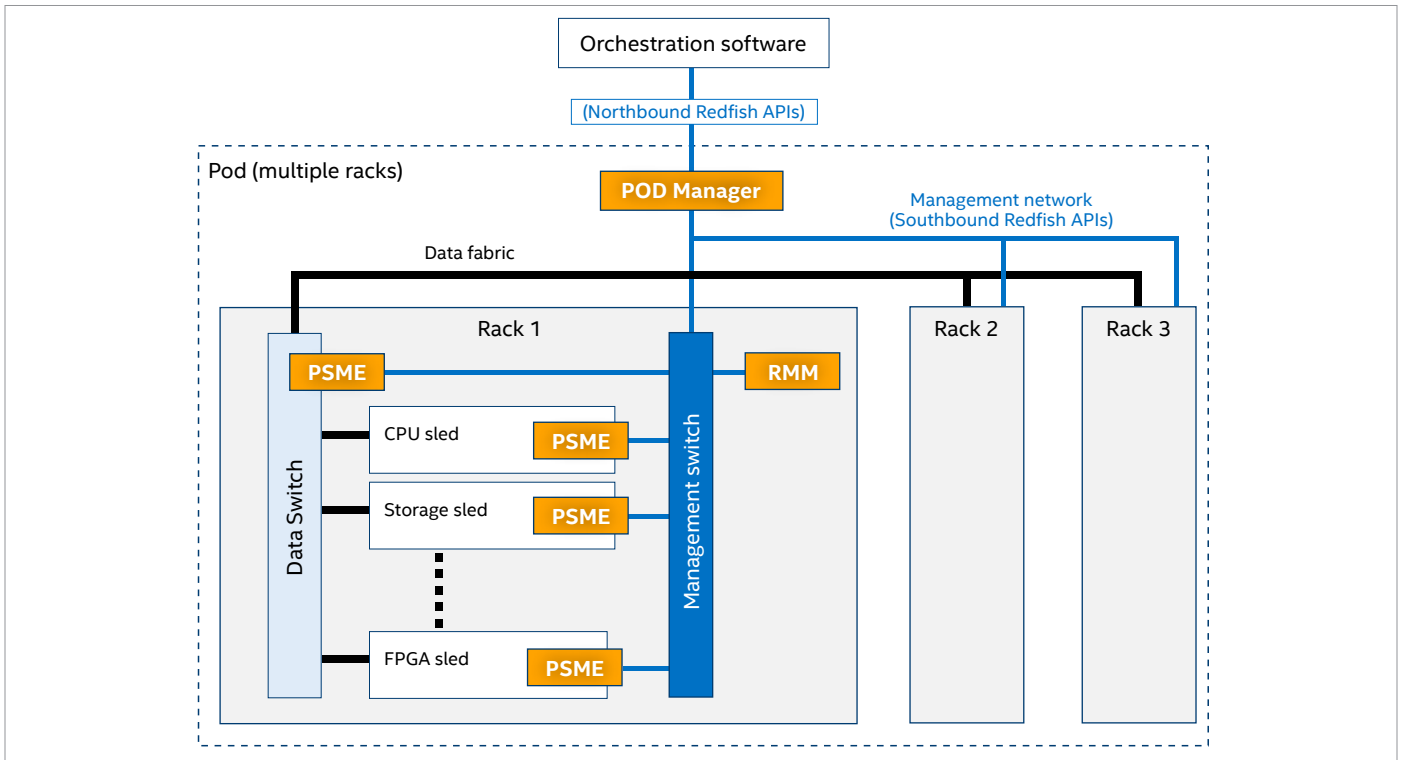 Orchestration software
(Northbound Redfish APIs)
Pod (multiple racks)
POD Manager
Management network
(Southbound Redfish APIs)
Data fabric
Rack 1
Rack 2
Rack 3
PSME
RMM
CPU sled
PSME
Storage sled
PSME
FPGA sled
PSME
Data Switch
Management switch